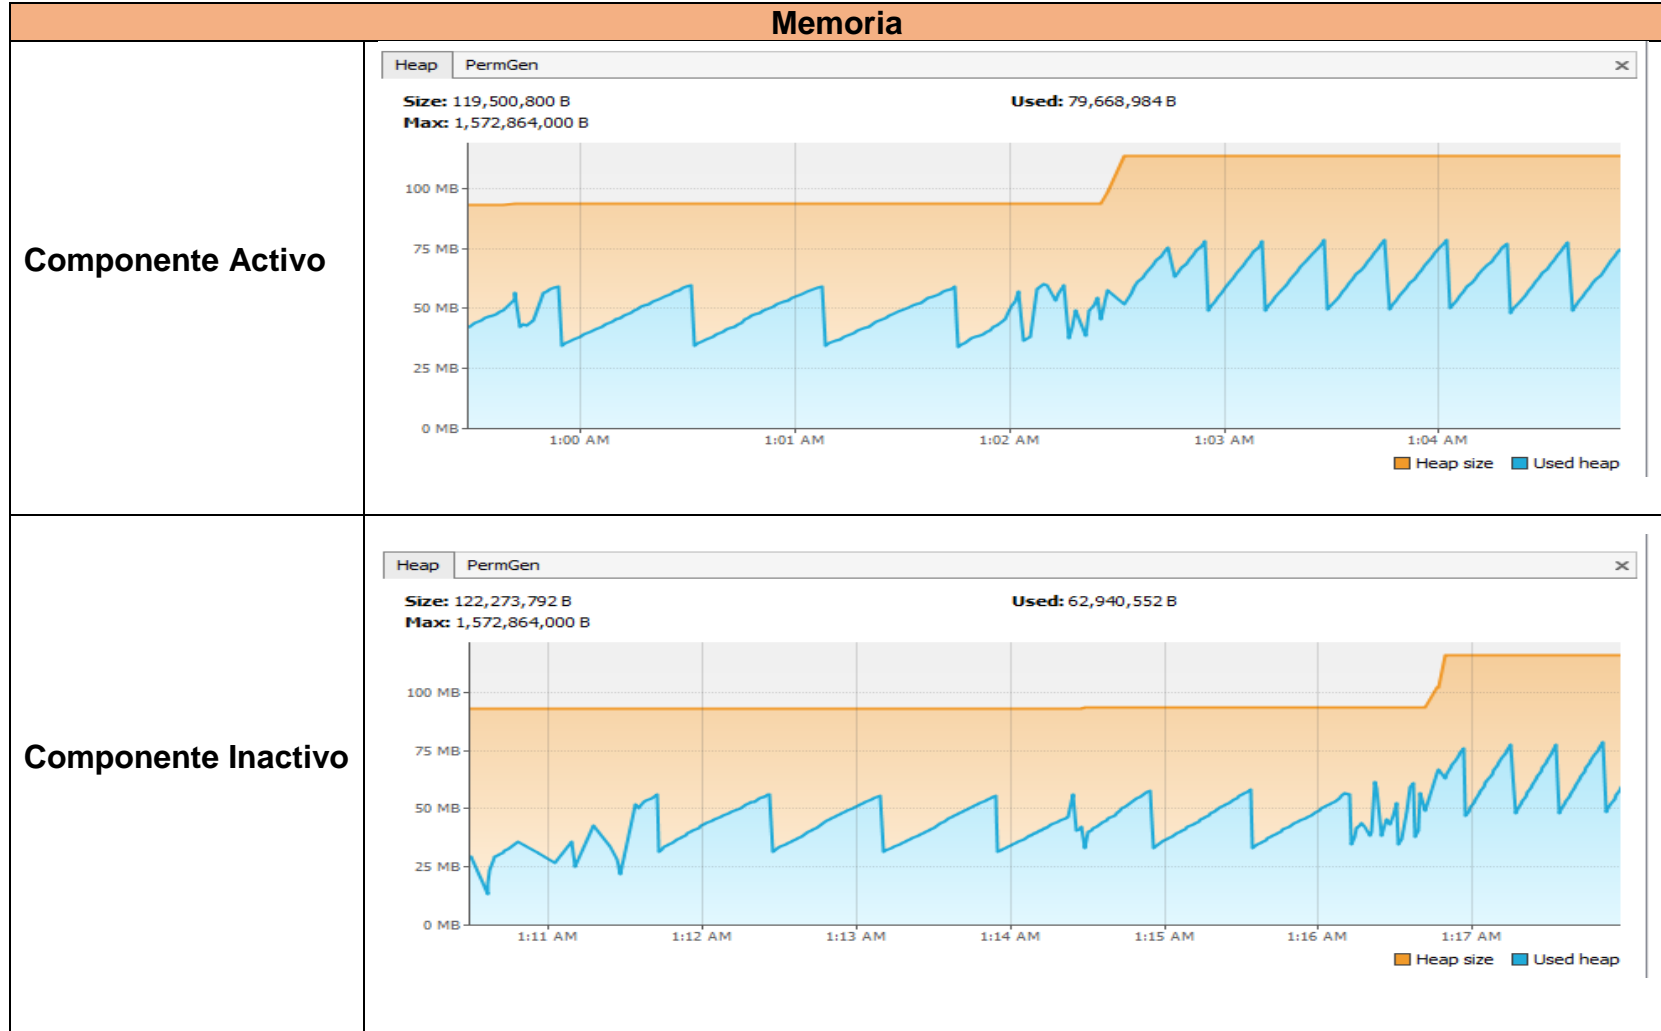 Memoria
Componente Activo
Heap PermGen ×
Size: 119,500,800 B Used: 79,668,984 B
Max: 1,572,864,000 B
100 MB
75 MB
50 MB
25 MB
0 MB
1:00 AM 1:01 AM 1:02 AM 1:03 AM 1:04 AM
Heap size Used heap
Componente Inactivo
Heap PermGen ×
Size: 122,273,792 B Used: 62,940,552 B
Max: 1,572,864,000 B
100 MB
75 MB
50 MB
25 MB
0 MB
1:11 AM 1:12 AM 1:13 AM 1:14 AM 1:15 AM 1:16 AM 1:17 AM
Heap size Used heap